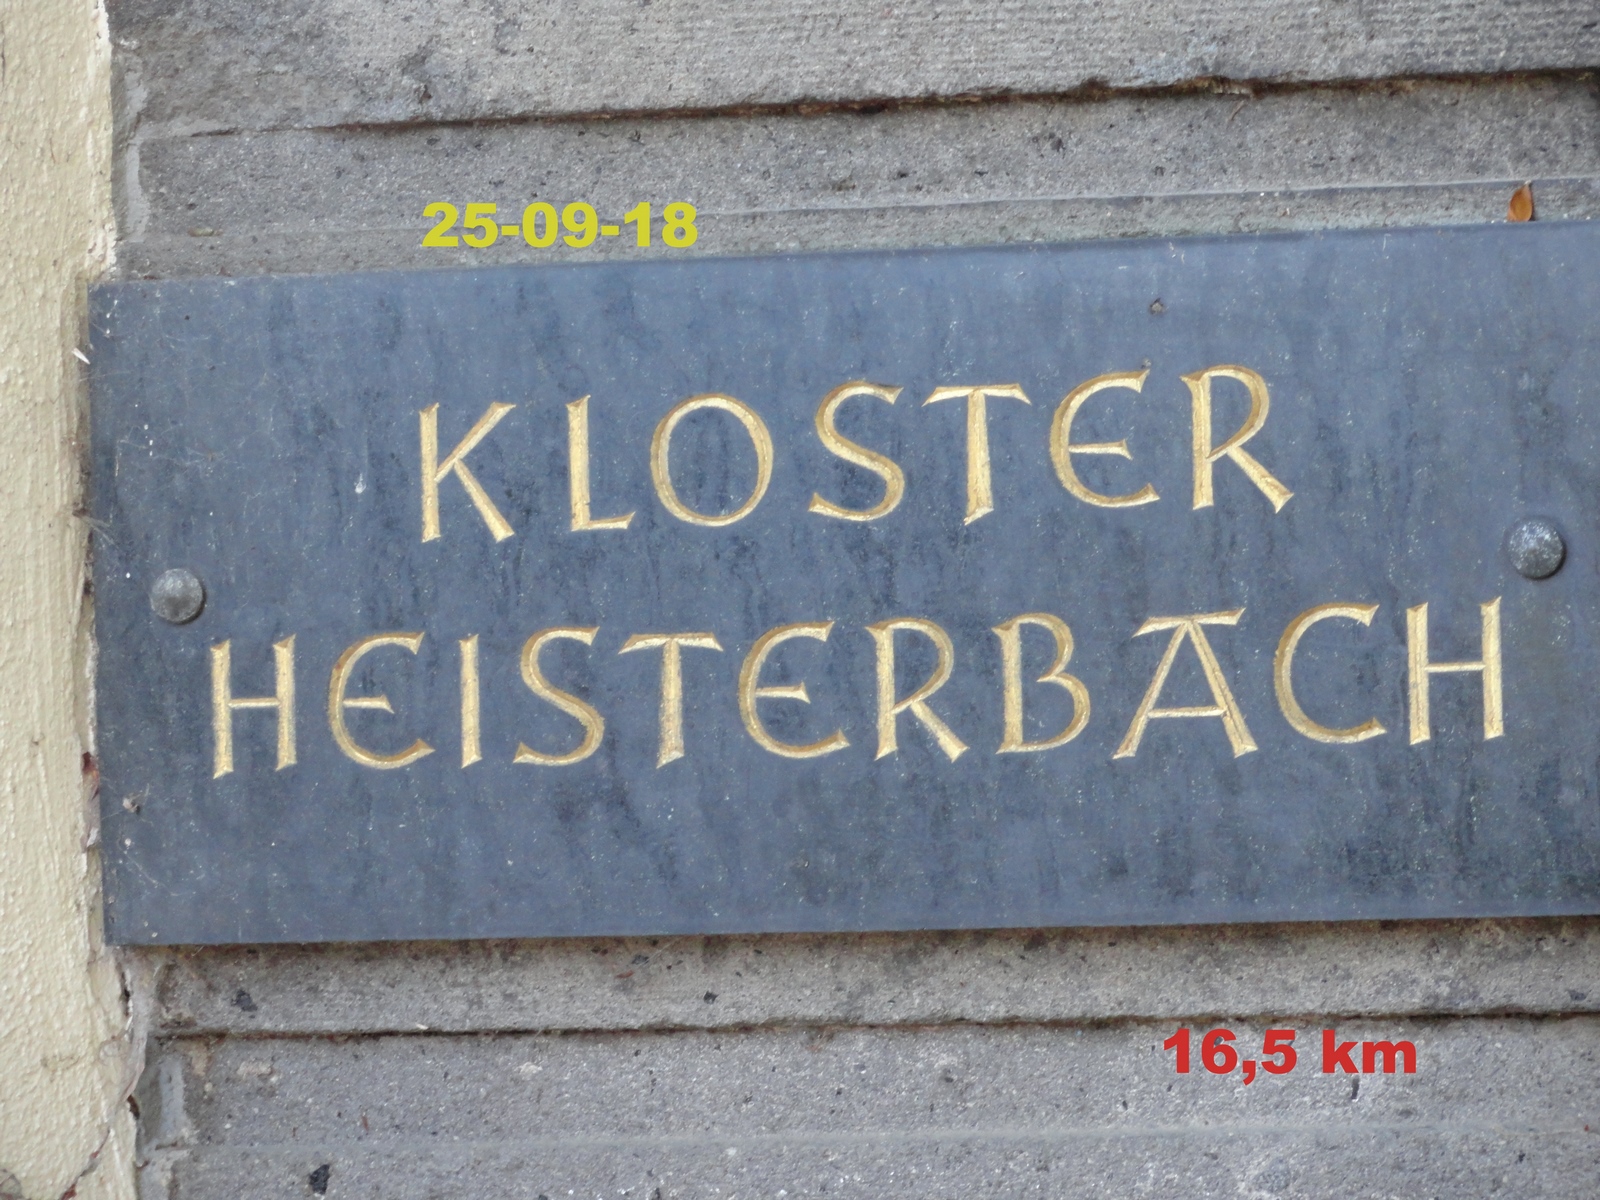 25-09-18
KLOSTER
HEISTERBACH
16,5 km